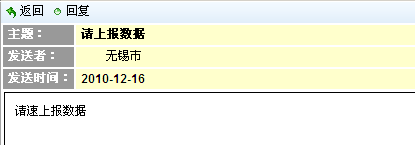 返回 回复
主题： 请上报数据
发送者： 无锡市
发送时间： 2010-12-16
请速上报数据